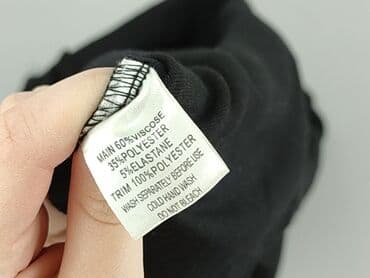 MAIN 60%VISCOSE
35%POLYESTER
5%ELASTANE
TRIM 100%POLYESTER
WASH SEPARATELY BEFORE USE
COLD HAND WASH
DO NOT BLEACH